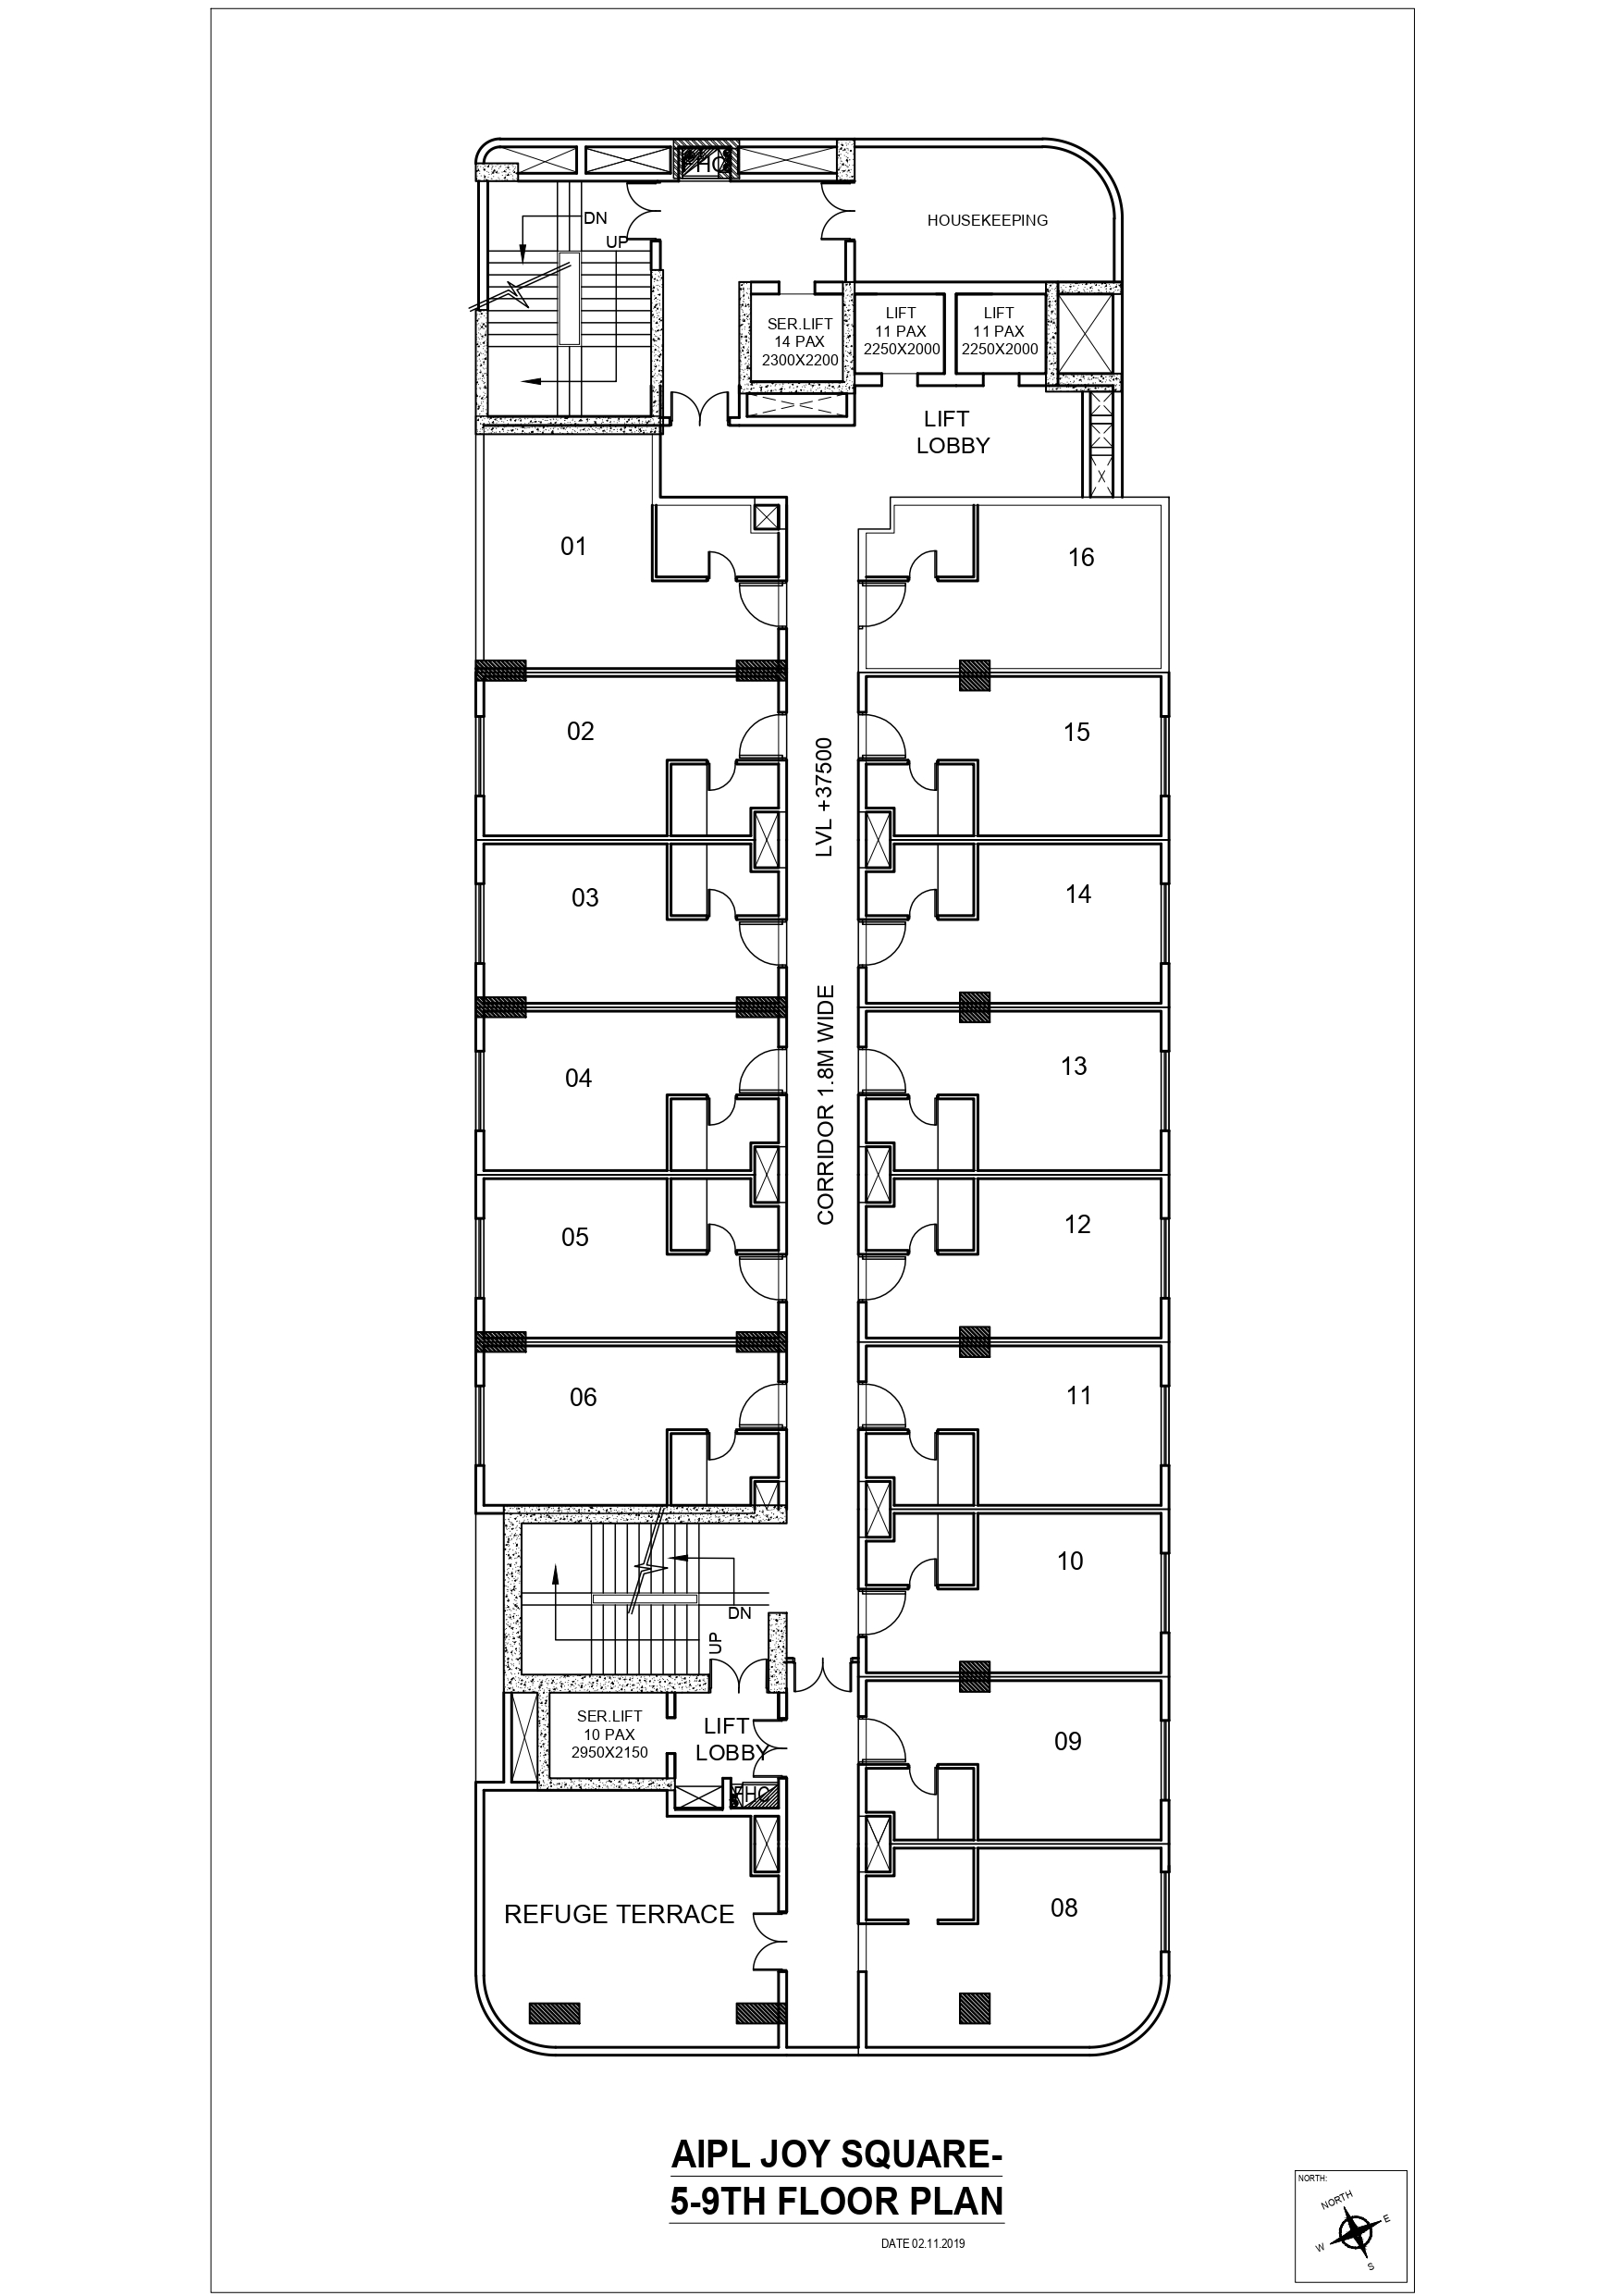 FHC
DN
UP
HOUSEKEEPING
SER.LIFT
14 PAX
2300X2200
LIFT
11 PAX
2250X2000
LIFT
11 PAX
2250X2000
LIFT
LOBBY
01
16
02
15
LVL +37500
03
14
CORRIDOR 1.8M WIDE
04
13
05
12
06
11
10
DN
UP
SER.LIFT
10 PAX
2950X2150
LIFT
LOBBY
09
FHC
REFUGE TERRACE
08
AIPL JOY SQUARE-
5-9TH FLOOR PLAN
DATE 02.11.2019
NORTH:
NORTH
E
W
S